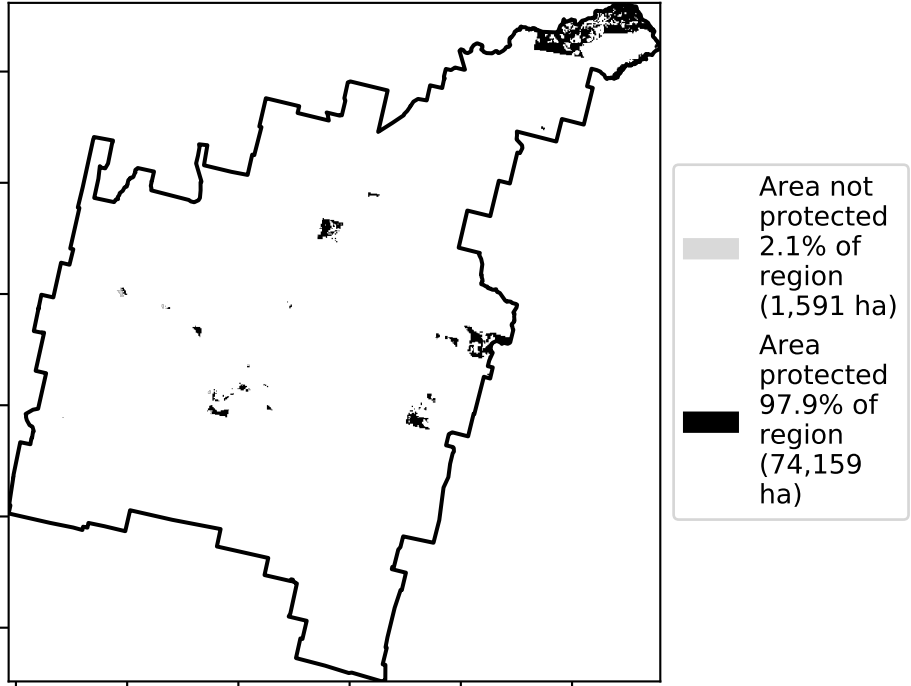 Area not
protected
2.1% of
region
(1,591 ha)
Area
protected
97.9% of
region
(74,159
ha)